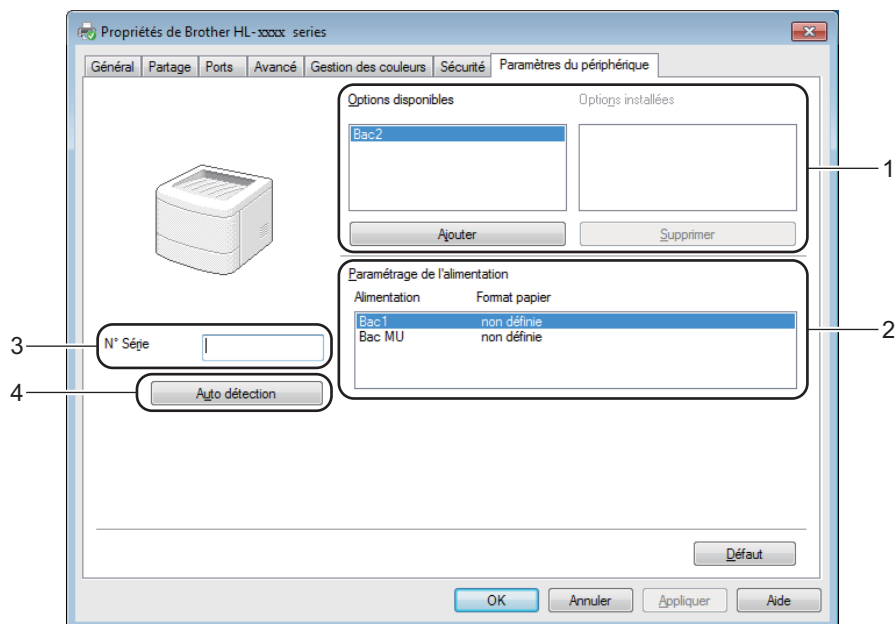 Propriétés de Brother HL-xxxx series
Général Partage Ports Avancé Gestion des couleurs Sécurité Paramètres du périphérique
Options disponibles Options installées
Bac2
1
Ajouter Supprimer
Paramétrage de l'alimentation
Alimentation Format papier
Bac1 non définie
Bac MU non définie
2
3 N° Série
4 Auto détection
Défaut
OK Annuler Appliquer Aide